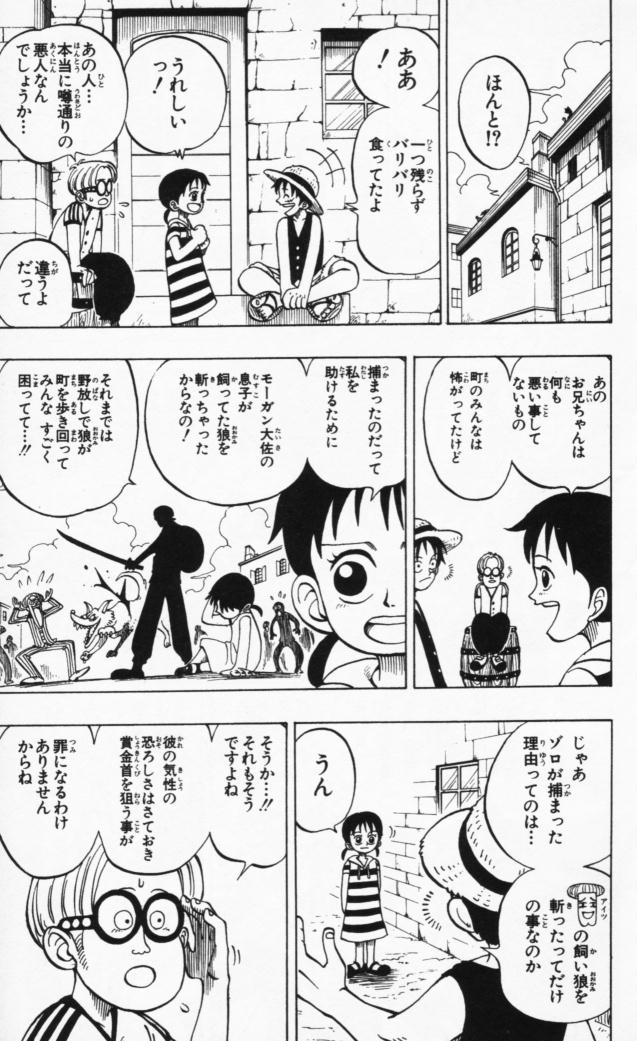 ほんと!?
ああ
!
一つ残らず
バリバリ
食ってたよ
うれしい
っ!
あの人…
本当に噂通りの
悪人なん
でしょうか…
違うよ
だって
あの
お兄ちゃんは
何も
悪い事して
ないもの
町のみんなは
怖がってたけど
捕まったのだって
私を
助けるために
モーガン大佐の
息子が
飼ってた狼を
斬っちゃった
からなの!
それまでは
野放しで狼が
町を歩き回って
みんな すごく
困ってて…!!
じゃあ
ゾロが捕まった
理由ってのは…
アイツの飼い狼を
斬ったってだけ
の事なのか
うん
そうか…!!
それもそう
ですよね
彼の気性の
恐ろしさはさておき
賞金首を狙う事が
罪になるわけ
ありません
からね